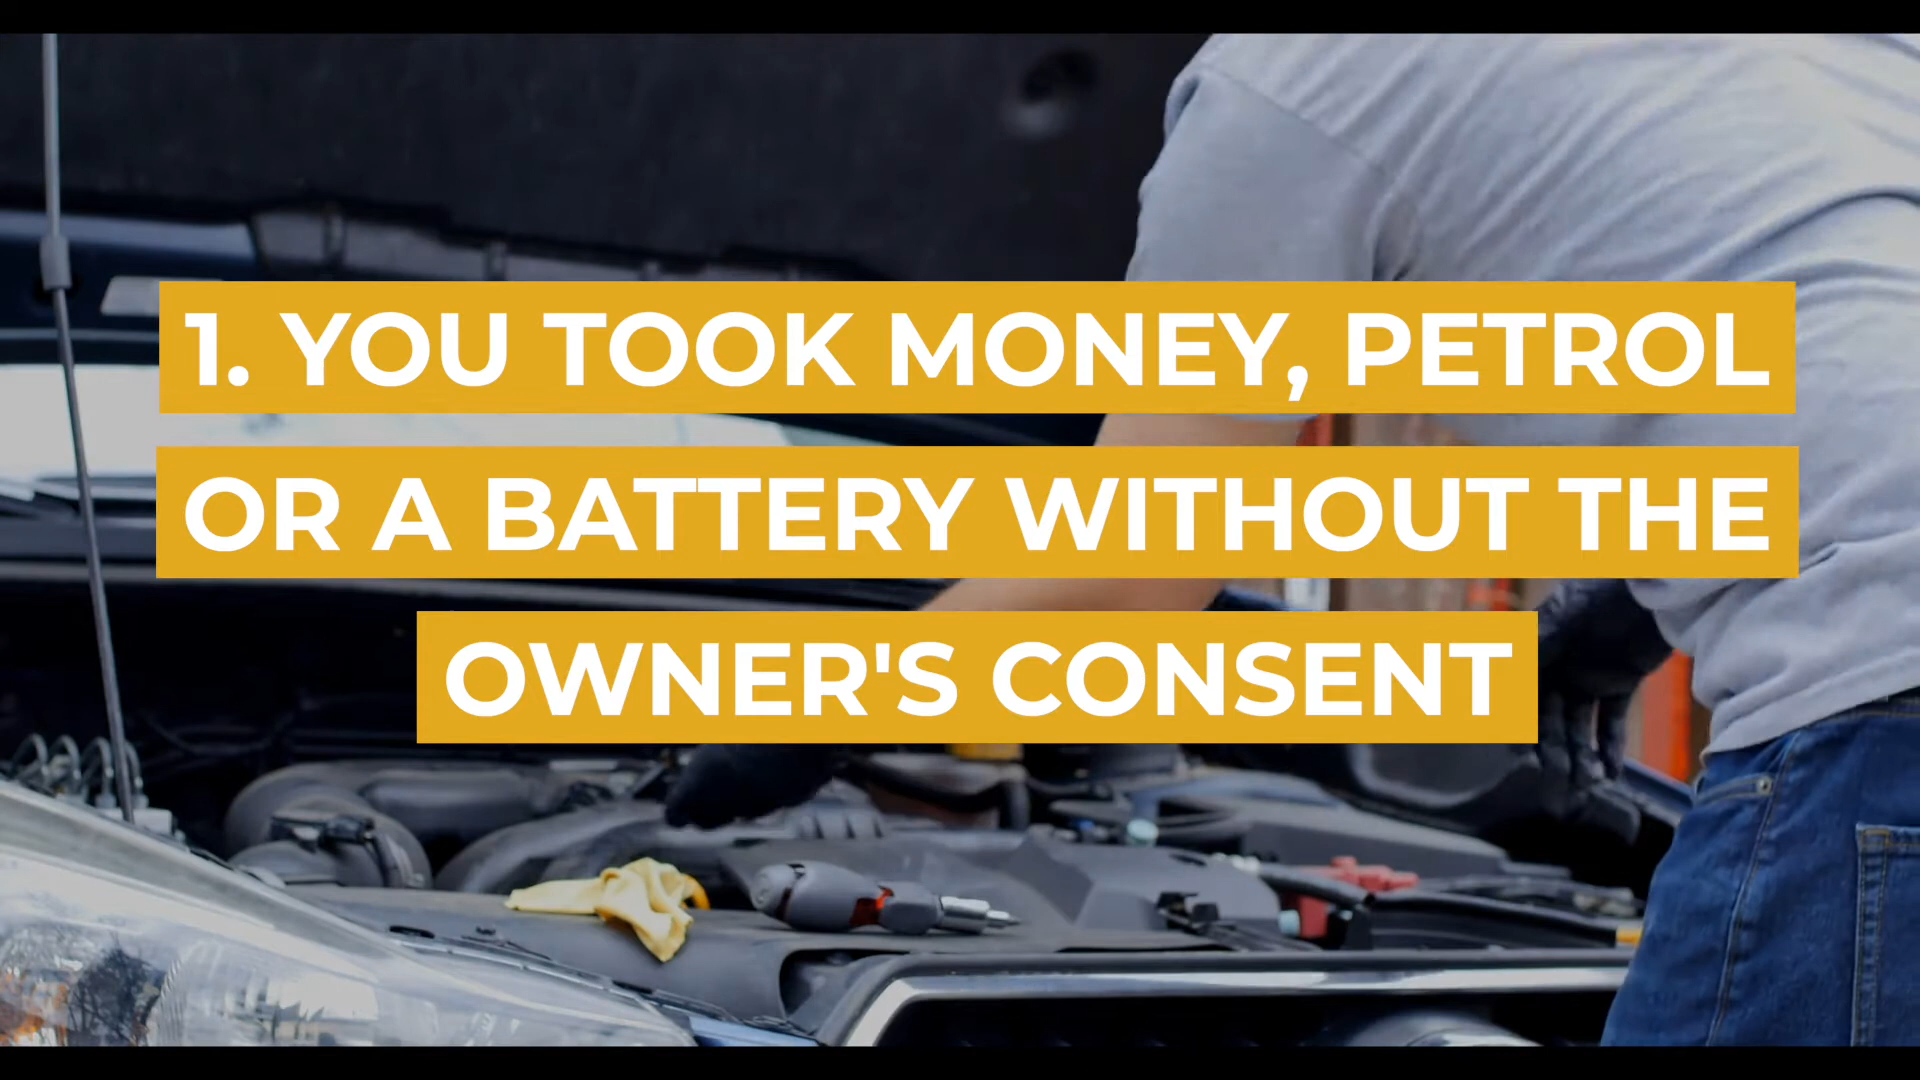 1. YOU TOOK MONEY, PETROL
OR A BATTERY WITHOUT THE
OWNER'S CONSENT